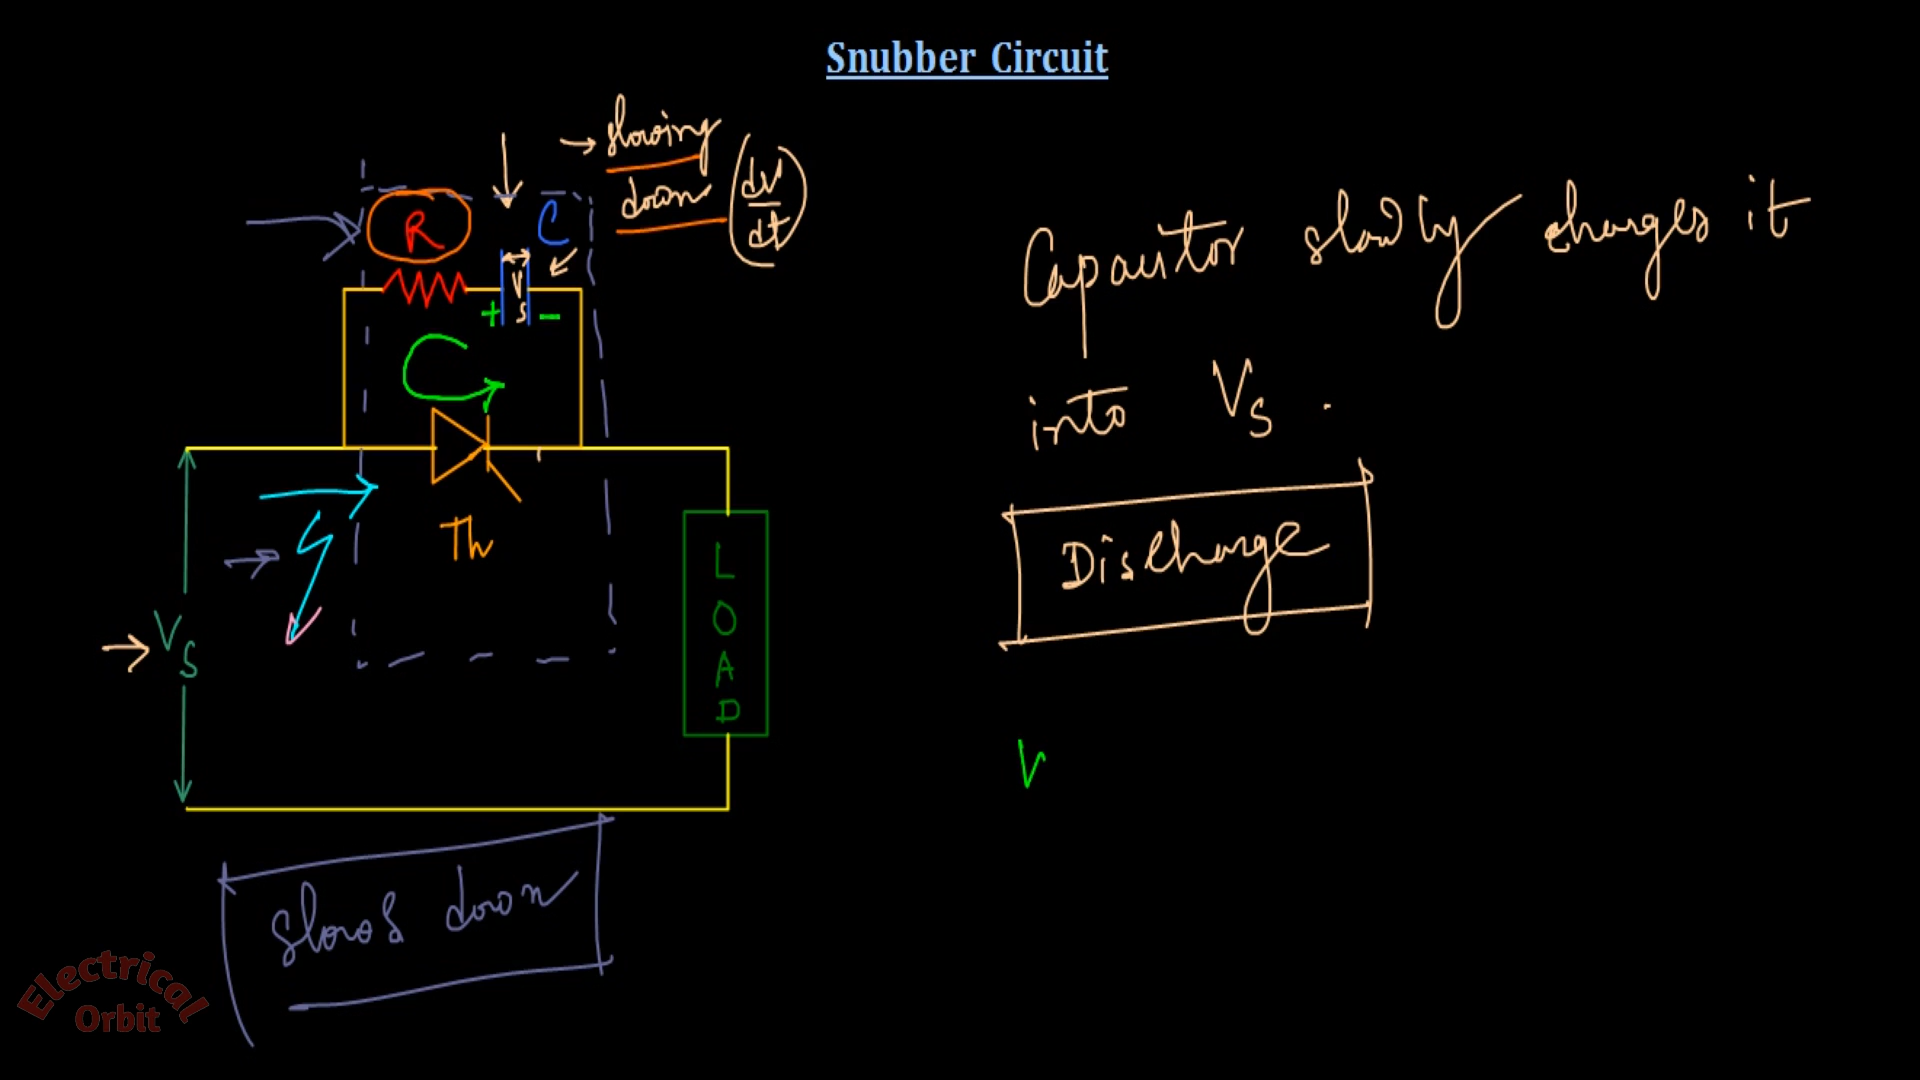 Snubber Circuit
→ slowing
down (dv/dt)
R
C
V
s
+ -
Th
Vs
LOAD
slows down
Capacitor slowly charges it
into Vs.
Discharge
V
Electrical
Orbit